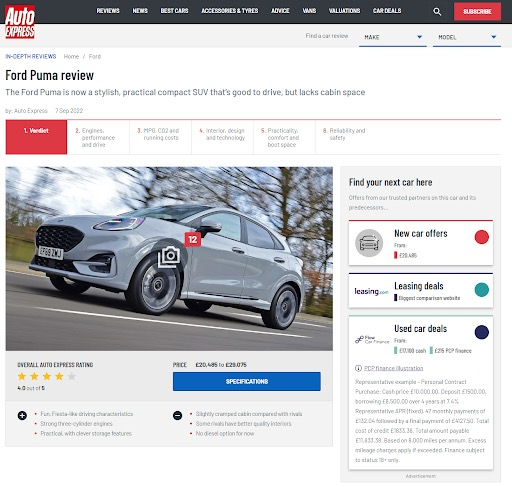 Auto
EXPRESS
REVIEWS NEWS BEST CARS ACCESSORIES & TYRES ADVICE VANS VALUATIONS CAR DEALS
SUBSCRIBE
Find a car review MAKE MODEL
IN-DEPTH REVIEWS Home / Ford
Ford Puma review
The Ford Puma is now a stylish, practical compact SUV that's good to drive, but lacks cabin space
by: Auto Express 7 Sep 2022
1. Verdict
2. Engines, performance and drive
3. MPG, CO2 and running costs
4. Interior, design and technology
5. Practicality, comfort and boot space
6. Reliability and safety
12
OVERALL AUTO EXPRESS RATING
4.0 out of 5
PRICE £20,485 to £29,075
SPECIFICATIONS
Fun, Fiesta-like driving characteristics
Strong three-cylinder engines
Practical, with clever storage features
Slightly cramped cabin compared with rivals
Some rivals have better quality interiors
No diesel option for now
Find your next car here
Offers from our trusted partners on this car and its
predecessors...
New car offers
From:
£20,485
leasing.com
Leasing deals
Biggest comparison website
Flow
Car Finance
Used car deals
From:
£17,100 cash £215 PCP finance
PCP finance illustration
Representative example - Personal Contract
Purchase: Cash price £10,000.00, Deposit £1500.00,
borrowing £8,500.00 over 4 years at 7.4%
Representative APR (fixed). 47 monthly payments of
£132.04 followed by a final payment of £4127.50. Total
cost of credit £1833.38. Total amount payable
£11,833.38. Based on 8,000 miles per annum. Excess
mileage charges apply if exceeded. Finance subject
to status 18+ only.
Advertisement